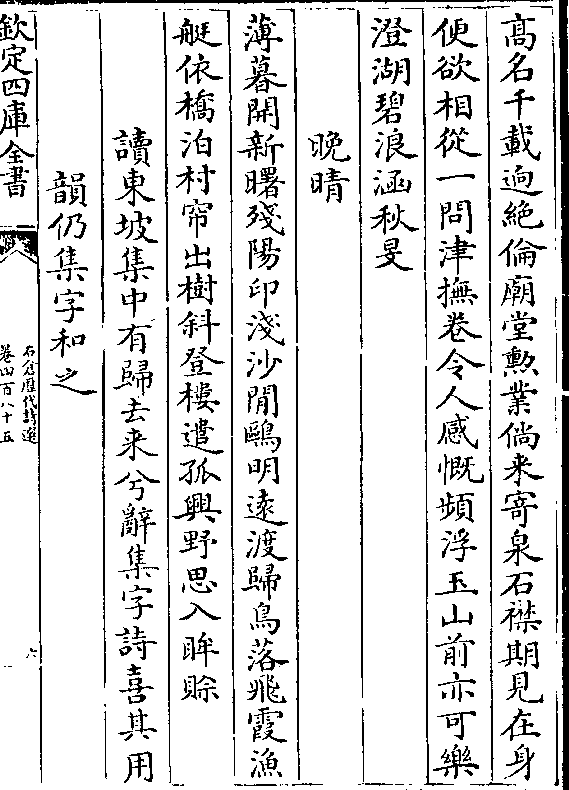 髙名千載逈絶倫廟堂勲業倘来寄泉石襟期見在身
便欲相從一問津撫卷令人感慨頻浮玉山前亦可樂
澄湖碧浪涵秋旻
晩晴
薄暮開新曙殘陽印淺沙閒鷗明逺渡歸鳥落飛霞漁
艇依橋泊村帘出樹斜登樓遣孤興野思入眸賖
讀東坡集中有歸去来兮辭集字詩喜其用
韻仍集字和之
欽定四庫全書
石倉歴代詩選
卷四百八十五
六